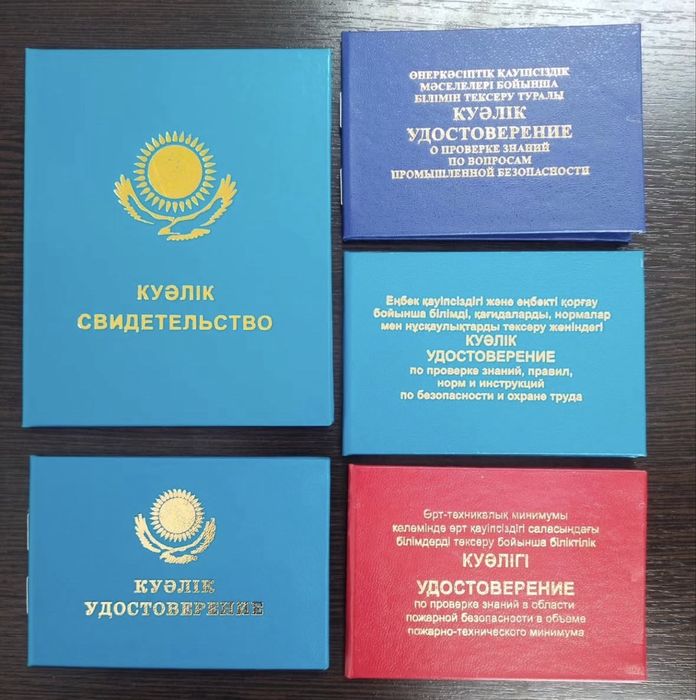 КУӘЛІК
СВИДЕТЕЛЬСТВО
ӨНЕРКӘСІПТІК ҚАУІПСІЗДІК
МӘСЕЛЕЛЕРІ БОЙЫНША
БІЛІМІН ТЕКСЕРУ ТУРАЛЫ
КУӘЛІК
УДОСТОВЕРЕНИЕ
О ПРОВЕРКЕ ЗНАНИЙ
ПО ВОПРОСАМ
ПРОМЫШЛЕННОЙ БЕЗОПАСНОСТИ
Еңбек қауіпсіздігі және еңбекті қорғау
бойынша білімді, қағидаларды, нормалар
мен нұсқаулықтарды тексеру жөніндегі
КУӘЛІК
УДОСТОВЕРЕНИЕ
по проверке знаний, правил,
норм и инструкций
по безопасности и охране труда
КУӘЛІК
УДОСТОВЕРЕНИЕ
Өрт-техникалық минимумы
көлемінде өрт қауіпсіздігі саласындағы
білімдерді тексеру бойынша біліктілік
КУӘЛІГІ
УДОСТОВЕРЕНИЕ
по проверке знаний в области
пожарной безопасности в объеме
пожарно-технического минимума